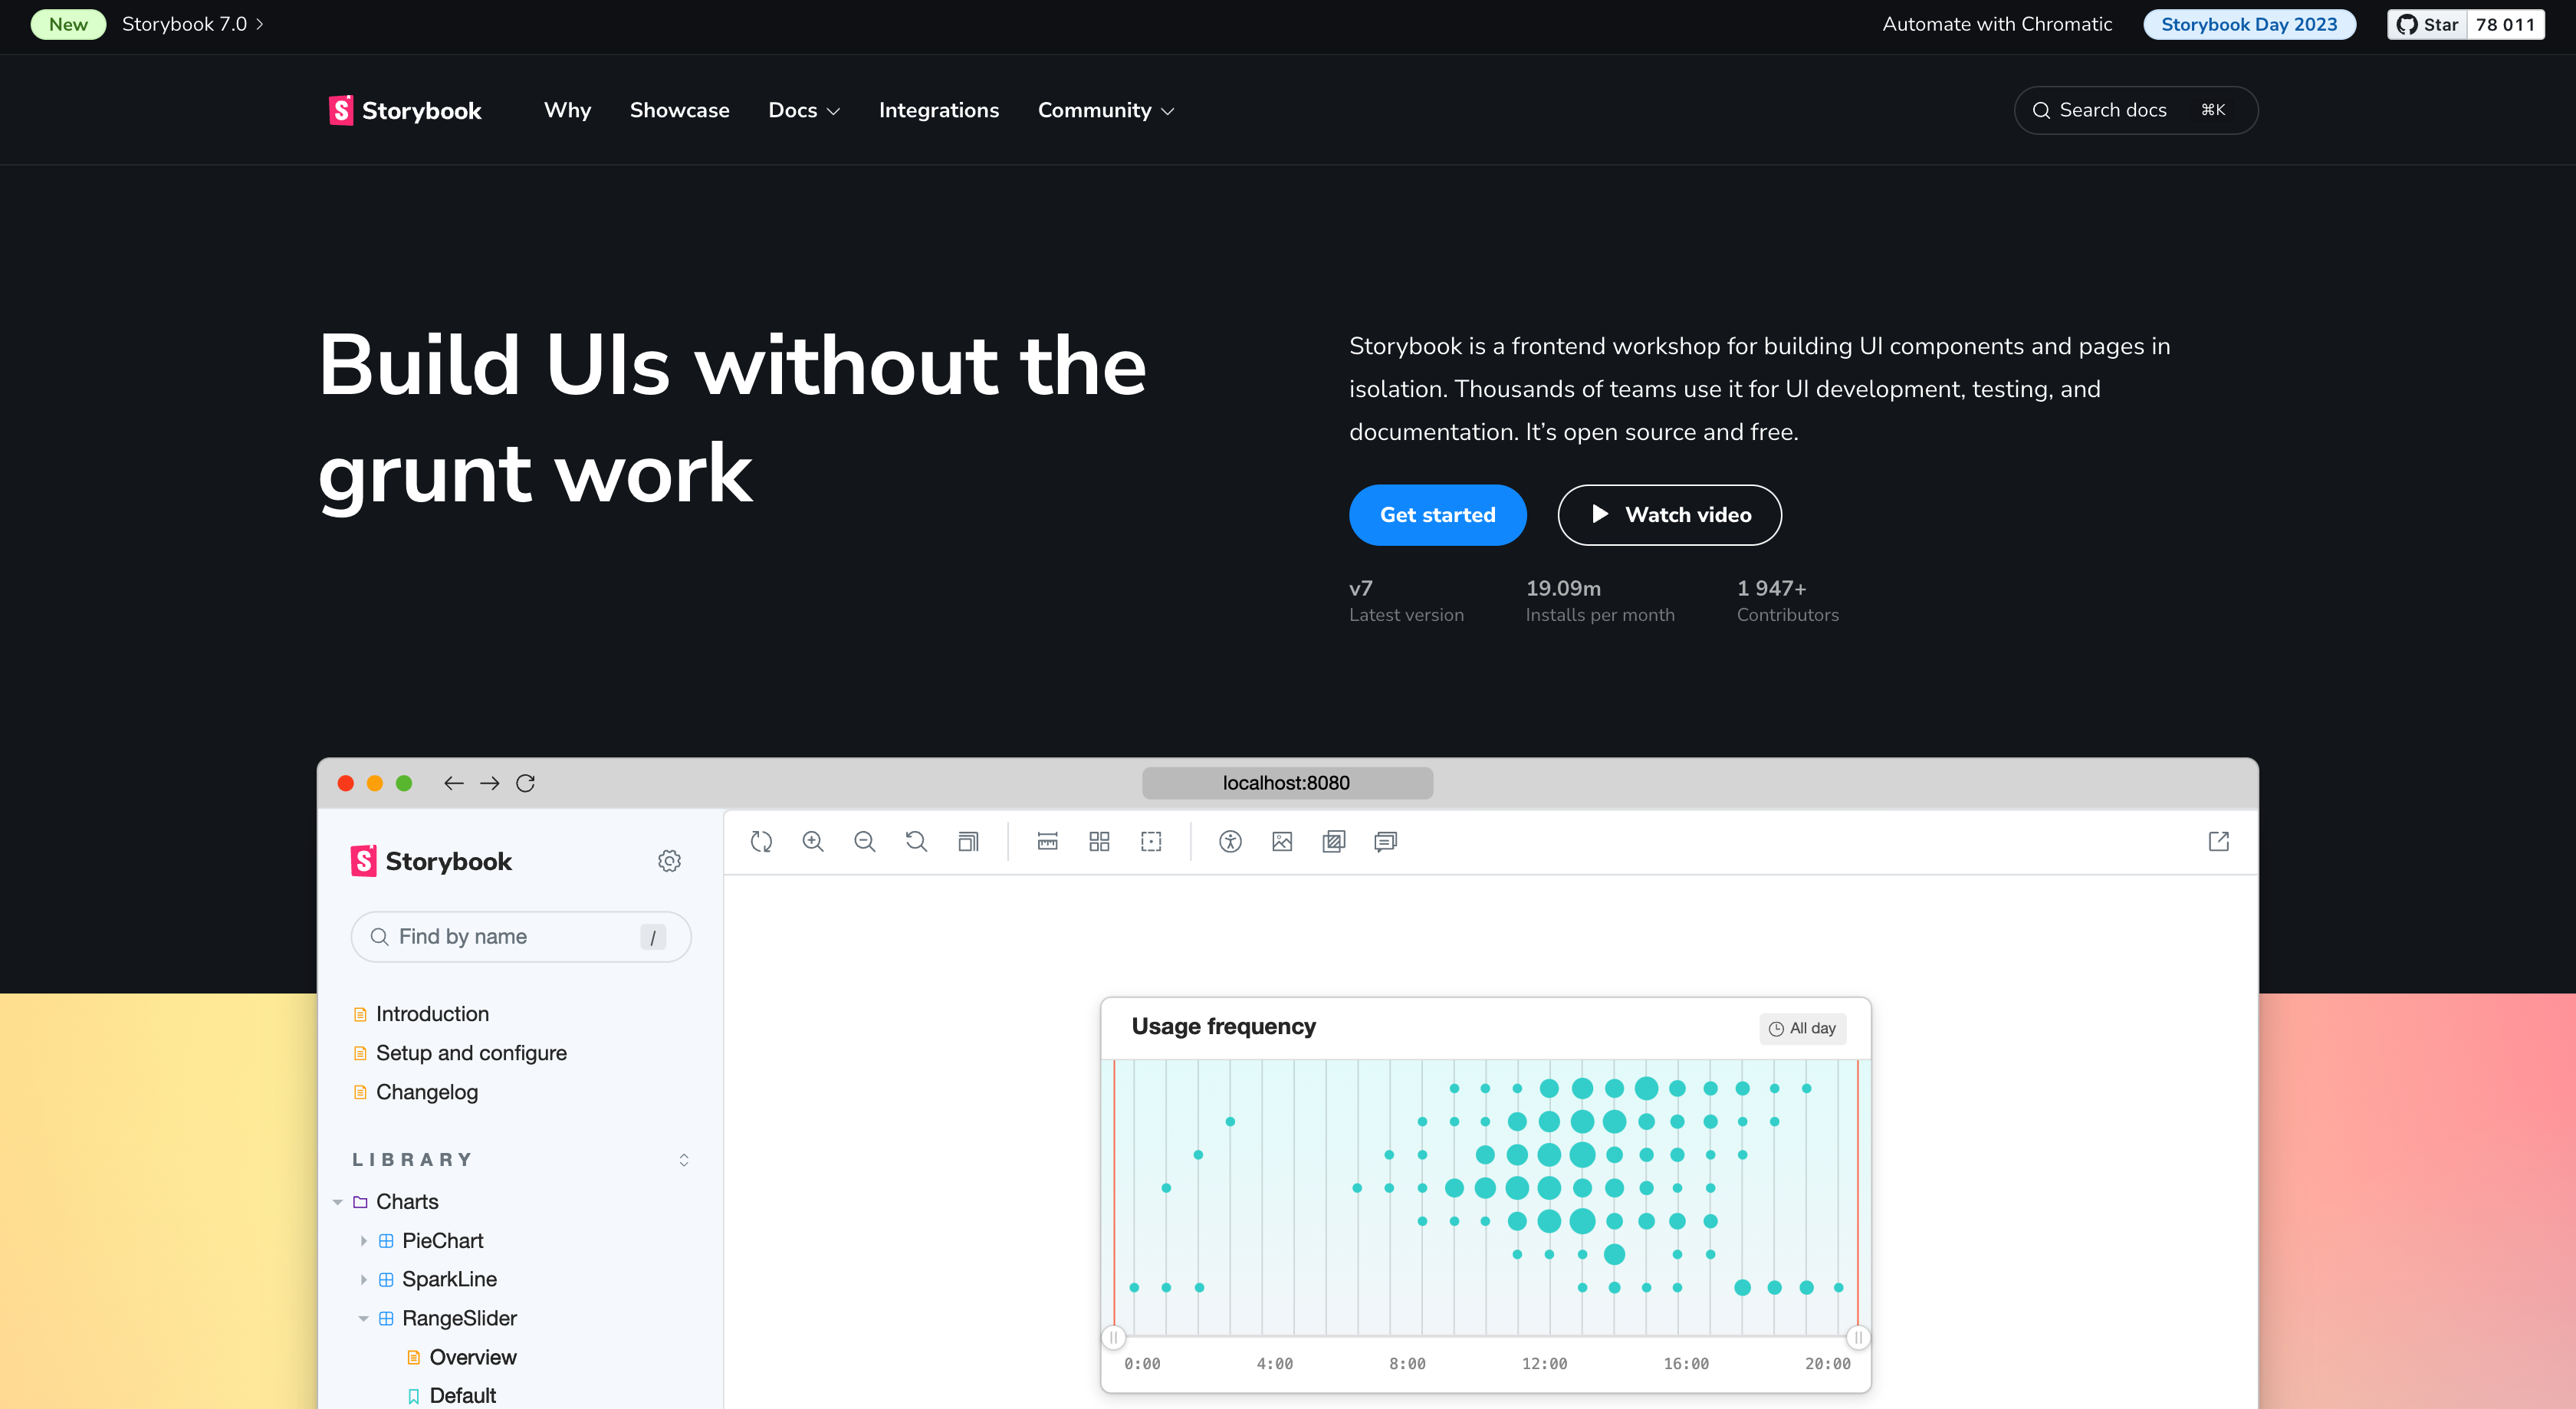 New Storybook 7.0
Automate with Chromatic Storybook Day 2023 Star 78 011
Storybook Why Showcase Docs Integrations Community Search docs ⌘K
Build UIs without the
grunt work
Storybook is a frontend workshop for building UI components and pages in
isolation. Thousands of teams use it for UI development, testing, and
documentation. It’s open source and free.
Get started Watch video
v7 19.09m 1 947+
Latest version Installs per month Contributors
localhost:8080
Storybook
Find by name /
Introduction
Setup and configure
Changelog
LIBRARY
Charts
PieChart
SparkLine
RangeSlider
Overview
Default
Usage frequency All day
0:00 4:00 8:00 12:00 16:00 20:00